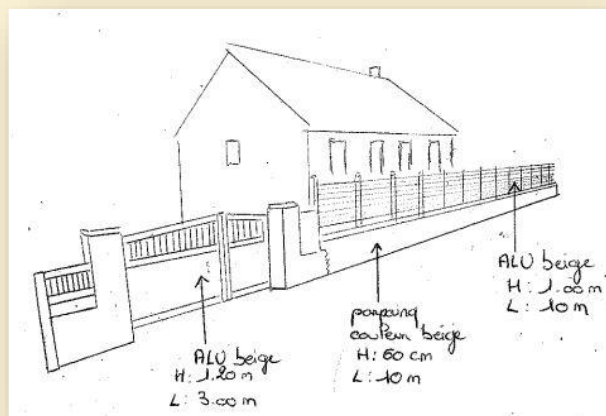 ALU beige
H: 1.20 m
L: 3.00 m
parpaing
couleur beige
H: 60 cm
L: 10 m
ALU beige
H: 1.00 m
L: 10 m